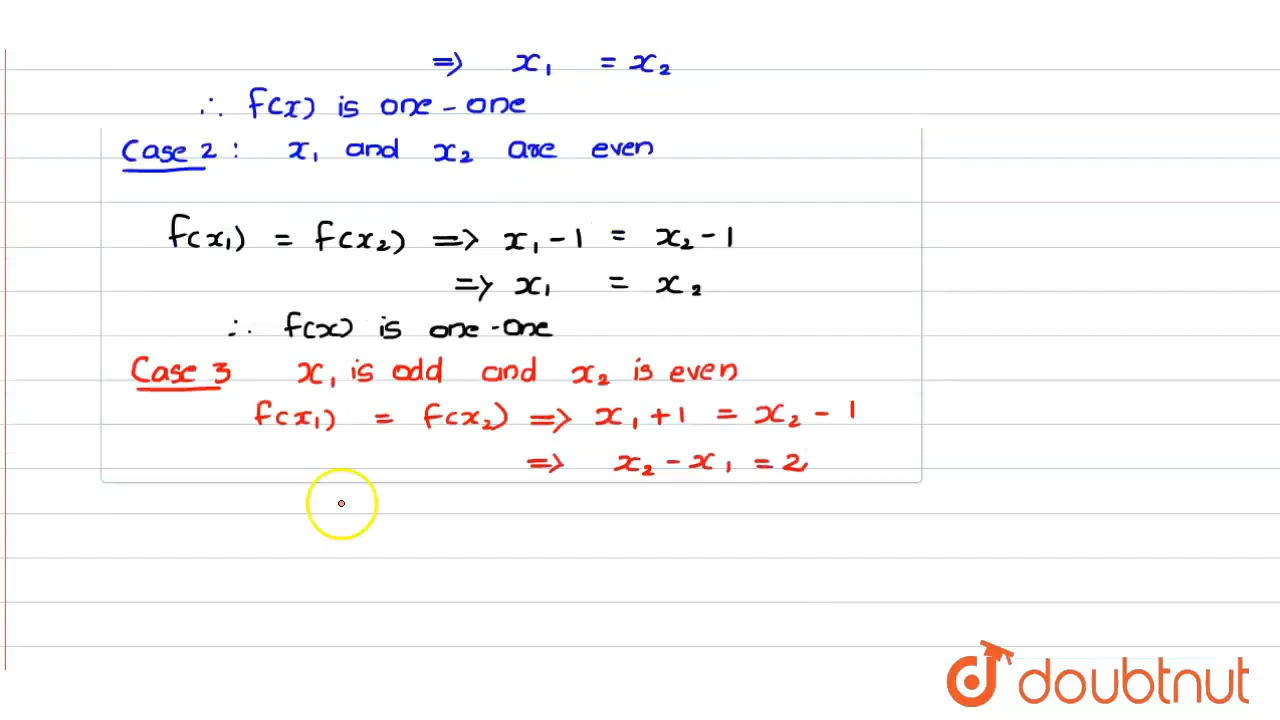 ⇒ x₁ = x₂
∴ f(x) is one-one
Case 2 : x₁ and x₂ are even
f(x₁) = f(x₂) ⇒ x₁ - 1 = x₂ - 1
⇒ x₁ = x₂
∴ f(x) is one-one
Case 3 x₁ is odd and x₂ is even
f(x₁) = f(x₂) ⇒ x₁ + 1 = x₂ - 1
⇒ x₂ - x₁ = 2
doubtnut